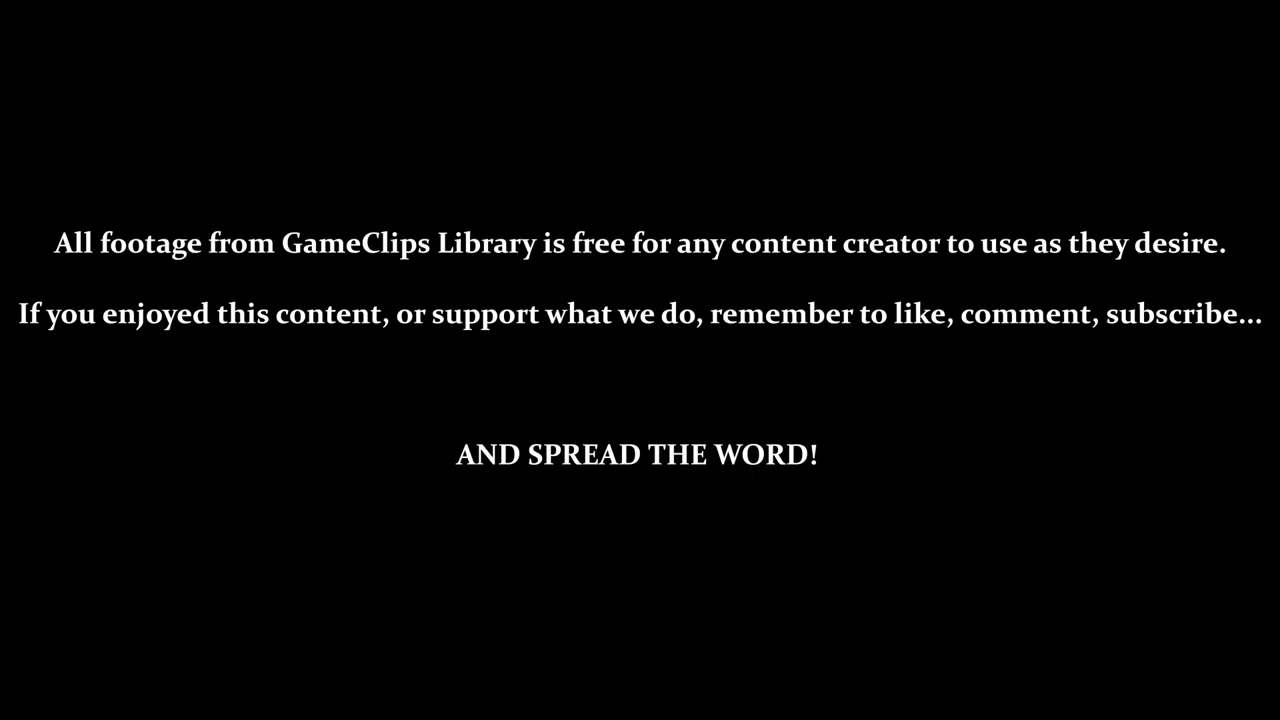 All footage from GameClips Library is free for any content creator to use as they desire.
If you enjoyed this content, or support what we do, remember to like, comment, subscribe...
AND SPREAD THE WORD!